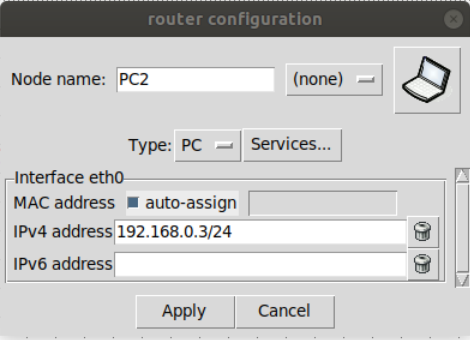 router configuration
Node name: PC2 (none)
Type: PC Services...
Interface eth0
MAC address auto-assign
IPv4 address 192.168.0.3/24
IPv6 address
Apply Cancel